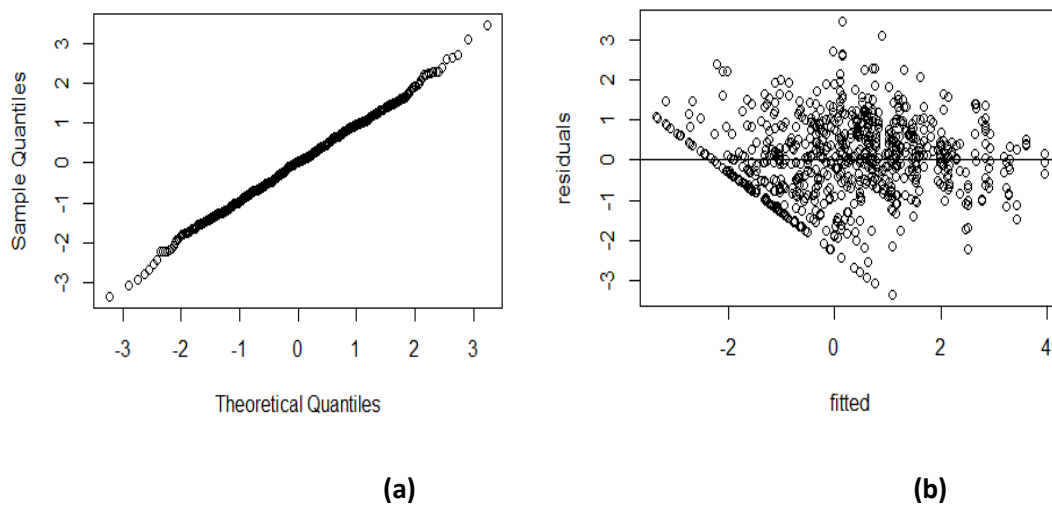 Sample Quantiles
3
2
1
0
-1
-2
-3
-3 -2 -1 0 1 2 3
Theoretical Quantiles
(a)
residuals
3
2
1
0
-1
-2
-3
-2 0 2 4
fitted
(b)